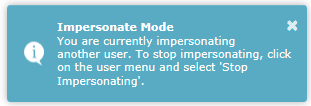 Impersonate Mode
You are currently impersonating
another user. To stop impersonating, click
on the user menu and select 'Stop
Impersonating'.